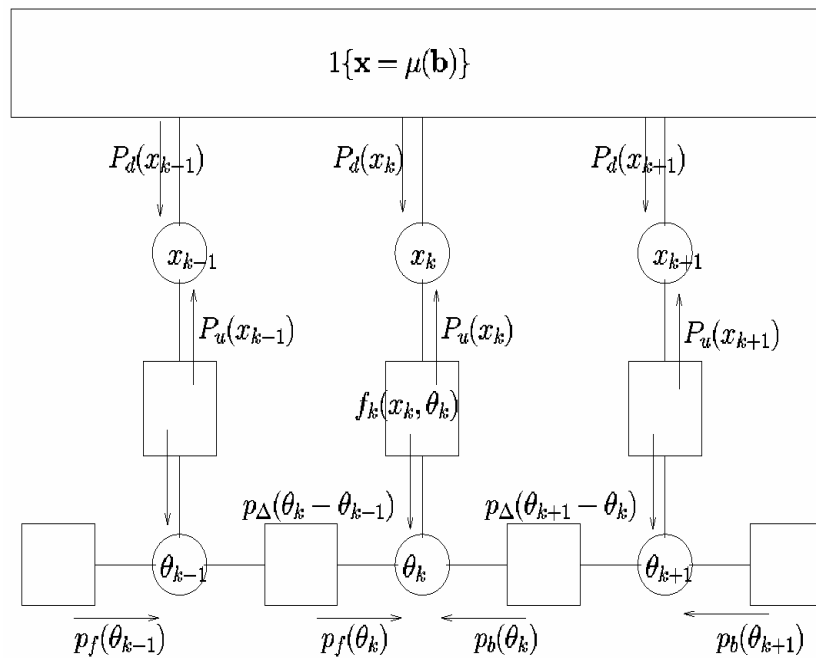 1{x = μ(b)}
P_d(x_{k−1}) P_d(x_k) P_d(x_{k+1})
x_{k−1} x_k x_{k+1}
P_u(x_{k−1}) P_u(x_k) P_u(x_{k+1})
f_k(x_k, θ_k)
p_Δ(θ_k − θ_{k−1}) p_Δ(θ_{k+1} − θ_k)
θ_{k−1} θ_k θ_{k+1}
p_f(θ_{k−1}) p_f(θ_k) p_b(θ_k) p_b(θ_{k+1})